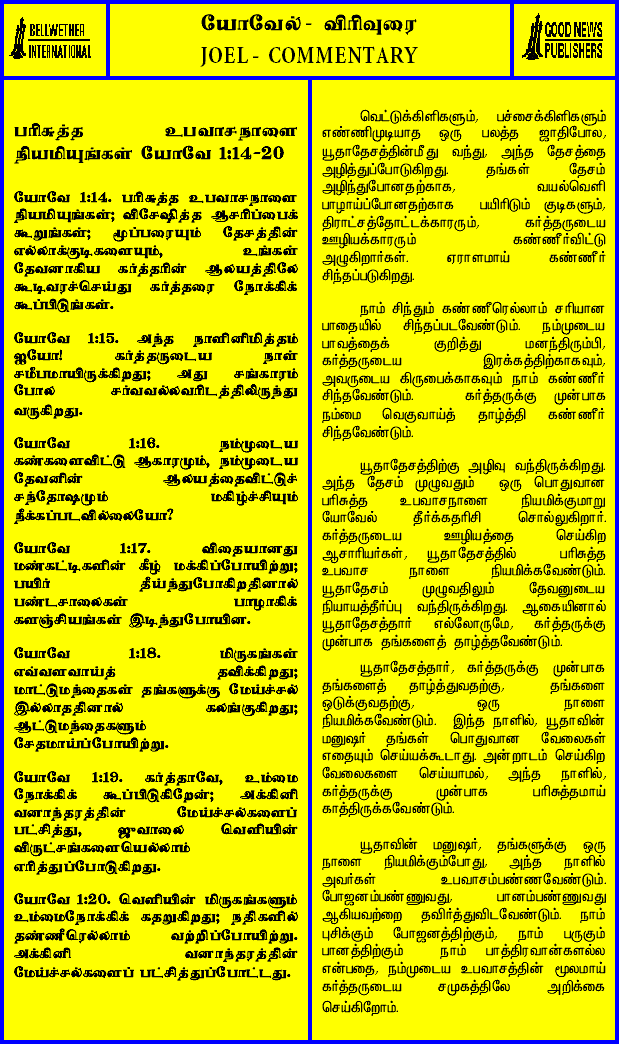 BELLWETHER
INTERNATIONAL
யோவேல் - விரிவுரை
JOEL - COMMENTARY
GOOD NEWS
PUBLISHERS
பரிசுத்த உபவாசநாளை
நியமியுங்கள் யோவே 1:14-20
யோவே 1:14. பரிசுத்த உபவாசநாளை
நியமியுங்கள்; விசேஷித்த ஆசரிப்பைக்
கூறுங்கள்; மூப்பரையும் தேசத்தின்
எல்லாக்குடிகளையும், உங்கள்
தேவனாகிய கர்த்தரின் ஆலயத்திலே
கூடிவரச்செய்து கர்த்தரை நோக்கிக்
கூப்பிடுங்கள்.
யோவே 1:15. அந்த நாளினிமித்தம்
ஐயோ! கர்த்தருடைய நாள்
சமீபமாயிருக்கிறது; அது சங்காரம்
போல சர்வவல்லவரிடத்திலிருந்து
வருகிறது.
யோவே 1:16. நம்முடைய
கண்களைவிட்டு ஆகாரமும், நம்முடைய
தேவனின் ஆலயத்தைவிட்டுச்
சந்தோஷமும் மகிழ்ச்சியும்
நீக்கப்படவில்லையோ?
யோவே 1:17. விதையானது
மண்கட்டிகளின் கீழ் மக்கிப்போயிற்று;
பயிர் தீய்ந்துபோகிறதினால்
பண்டசாலைகள் பாழாகிக்
களஞ்சியங்கள் இடிந்துபோயின.
யோவே 1:18. மிருகங்கள்
எவ்வளவாய்த் தவிக்கிறது;
மாட்டுமந்தைகள் தங்களுக்கு மேய்ச்சல்
இல்லாததினால் கலங்குகிறது;
ஆட்டுமந்தைகளும்
சேதமாய்ப்போயிற்று.
யோவே 1:19. கர்த்தாவே, உம்மை
நோக்கிக் கூப்பிடுகிறேன்; அக்கினி
வனாந்தரத்தின் மேய்ச்சல்களைப்
பட்சித்து, ஜுவாலை வெளியின்
விருட்சங்களையெல்லாம்
எரித்துப்போடுகிறது.
யோவே 1:20. வெளியின் மிருகங்களும்
உம்மைநோக்கிக் கதறுகிறது; நதிகளில்
தண்ணீரெல்லாம் வற்றிப்போயிற்று.
அக்கினி வனாந்தரத்தின்
மேய்ச்சல்களைப் பட்சித்துப்போட்டது.
வெட்டுக்கிளிகளும், பச்சைக்கிளிகளும்
எண்ணிமுடியாத ஒரு பலத்த ஜாதிபோல,
யூதாதேசத்தின்மீது வந்து, அந்த தேசத்தை
அழித்துப்போடுகிறது. தங்கள் தேசம்
அழிந்துபோனதற்காக, வயல்வெளி
பாழாய்ப்போனதற்காக பயிரிடும் குடிகளும்,
திராட்சத்தோட்டக்காரரும், கர்த்தருடைய
ஊழியக்காரரும் கண்ணீர்விட்டு
அழுகிறார்கள். ஏராளமாய் கண்ணீர்
சிந்தப்படுகிறது.
நாம் சிந்தும் கண்ணீரெல்லாம் சரியான
பாதையில் சிந்தப்படவேண்டும். நம்முடைய
பாவத்தைக் குறித்து மனந்திரும்பி,
கர்த்தருடைய இரக்கத்திற்காகவும்,
அவருடைய கிருபைக்காகவும் நாம் கண்ணீர்
சிந்தவேண்டும். கர்த்தருக்கு முன்பாக
நம்மை வெகுவாய்த் தாழ்த்தி கண்ணீர்
சிந்தவேண்டும்.
யூதாதேசத்திற்கு அழிவு வந்திருக்கிறது.
அந்த தேசம் முழுவதும் ஒரு பொதுவான
பரிசுத்த உபவாசநாளை நியமிக்குமாறு
யோவேல் தீர்க்கதரிசி சொல்லுகிறார்.
கர்த்தருடைய ஊழியத்தை செய்கிற
ஆசாரியர்கள், யூதாதேசத்தில் பரிசுத்த
உபவாச நாளை நியமிக்கவேண்டும்.
யூதாதேசம் முழுவதிலும் தேவனுடைய
நியாயத்தீர்ப்பு வந்திருக்கிறது. ஆகையினால்
யூதாதேசத்தார் எல்லோருமே, கர்த்தருக்கு
முன்பாக தங்களைத் தாழ்த்தவேண்டும்.
யூதாதேசத்தார், கர்த்தருக்கு முன்பாக
தங்களைத் தாழ்த்துவதற்கு, தங்களை
ஒடுக்குவதற்கு, ஒரு நாளை
நியமிக்கவேண்டும். இந்த நாளில், யூதாவின்
மனுஷர் தங்கள் பொதுவான வேலைகள்
எதையும் செய்யக்கூடாது. அன்றாடம் செய்கிற
வேலைகளை செய்யாமல், அந்த நாளில்,
கர்த்தருக்கு முன்பாக பரிசுத்தமாய்
காத்திருக்கவேண்டும்.
யூதாவின் மனுஷர், தங்களுக்கு ஒரு
நாளை நியமிக்கும்போது, அந்த நாளில்
அவர்கள் உபவாசம்பண்ணவேண்டும்.
போஜனம்பண்ணுவது, பானம்பண்ணுவது
ஆகியவற்றை தவிர்த்துவிடவேண்டும். நாம்
புசிக்கும் போஜனத்திற்கும், நாம் பருகும்
பானத்திற்கும் நாம் பாத்திரவான்களல்ல
என்பதை, நம்முடைய உபவாசத்தின் மூலமாய்
கர்த்தருடைய சமுகத்திலே அறிக்கை
செய்கிறோம்.